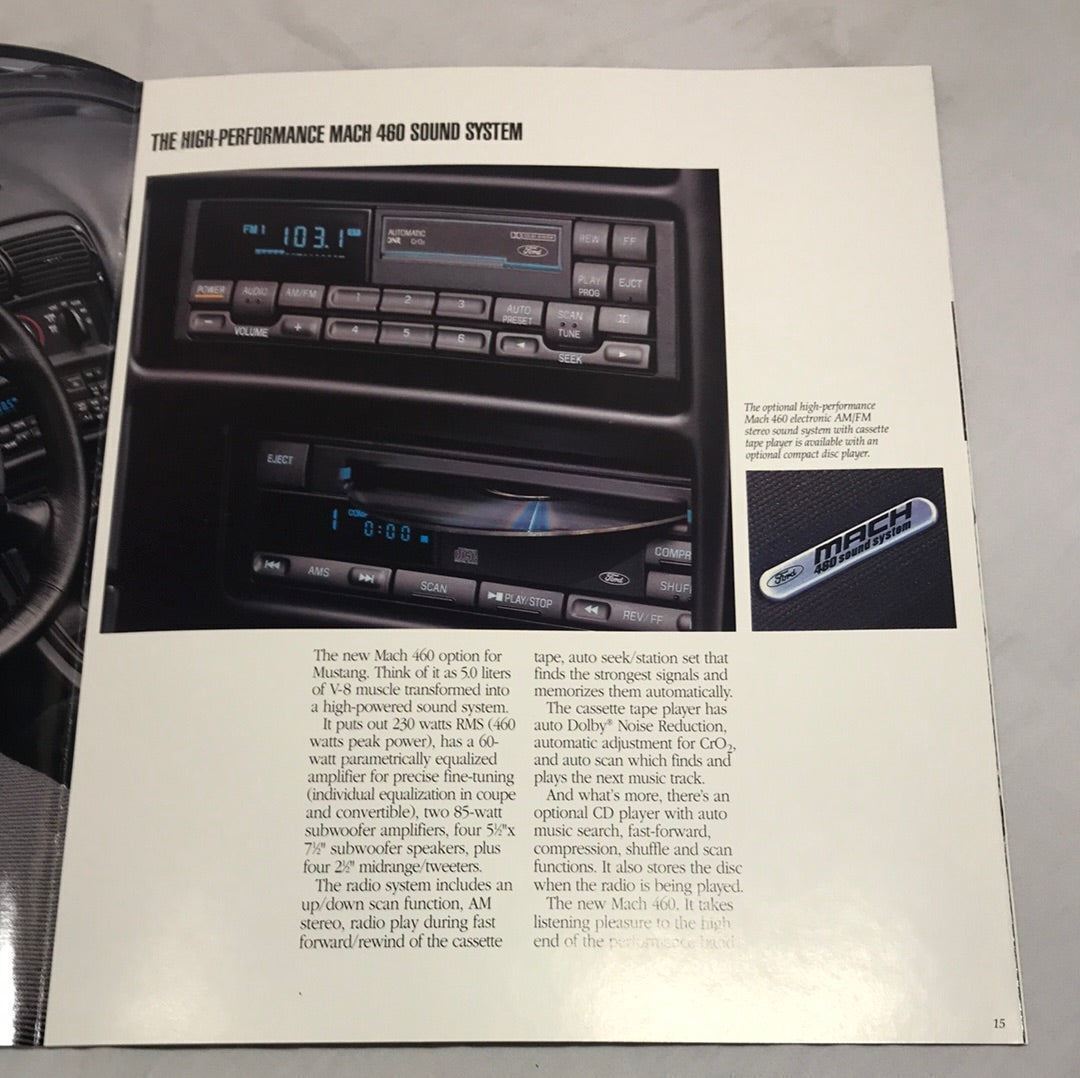 THE HIGH-PERFORMANCE MACH 460 SOUND SYSTEM
FM 1 103.1
AUTOMATIC
DNR CrO2
Ford
REW FF
PLAY EJCT
PROG
POWER AUDIO AM/FM 1 2 3 AUTO PRESET SCAN
TUNE
− VOLUME + 4 5 6 ◄ SEEK ►
EJECT
1 0:00
COMPR
Ford
SHUF
AMS SCAN PLAY/STOP REV/FF
The optional high-performance
Mach 460 electronic AM/FM
stereo sound system with cassette
tape player is available with an
optional compact disc player.
MACH
Ford 460 sound system
The new Mach 460 option for
Mustang. Think of it as 5.0 liters
of V-8 muscle transformed into
a high-powered sound system.
It puts out 230 watts RMS (460
watts peak power), has a 60-
watt parametrically equalized
amplifier for precise fine-tuning
(individual equalization in coupe
and convertible), two 85-watt
subwoofer amplifiers, four 5½"x
7½" subwoofer speakers, plus
four 2½" midrange/tweeters.
The radio system includes an
up/down scan function, AM
stereo, radio play during fast
forward/rewind of the cassette
tape, auto seek/station set that
finds the strongest signals and
memorizes them automatically.
The cassette tape player has
auto Dolby® Noise Reduction,
automatic adjustment for CrO₂,
and auto scan which finds and
plays the next music track.
And what's more, there's an
optional CD player with auto
music search, fast-forward,
compression, shuffle and scan
functions. It also stores the disc
when the radio is being played.
The new Mach 460. It takes
listening pleasure to the high
end of the performance band.
15